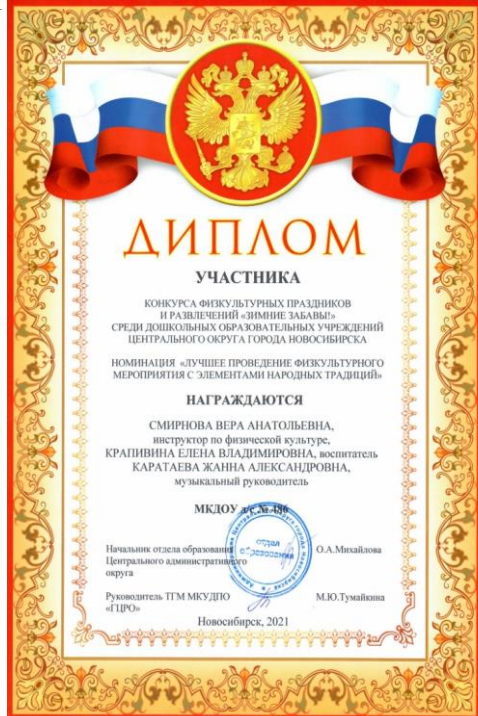 ДИПЛОМ
УЧАСТНИКА
КОНКУРСА ФИЗКУЛЬТУРНЫХ ПРАЗДНИКОВ
И РАЗВЛЕЧЕНИЙ «ЗИМНИЕ ЗАБАВЫ!»
СРЕДИ ДОШКОЛЬНЫХ ОБРАЗОВАТЕЛЬНЫХ УЧРЕЖДЕНИЙ
ЦЕНТРАЛЬНОГО ОКРУГА ГОРОДА НОВОСИБИРСКА
НОМИНАЦИЯ «ЛУЧШЕЕ ПРОВЕДЕНИЕ ФИЗКУЛЬТУРНОГО
МЕРОПРИЯТИЯ С ЭЛЕМЕНТАМИ НАРОДНЫХ ТРАДИЦИЙ»
НАГРАЖДАЮТСЯ
СМИРНОВА ВЕРА АНАТОЛЬЕВНА,
инструктор по физической культуре,
КРАПИВИНА ЕЛЕНА ВЛАДИМИРОВНА, воспитатель
КАРАТАЕВА ЖАННА АЛЕКСАНДРОВНА,
музыкальный руководитель
МКДОУ д/с № 486
отдел
образования
Начальник отдела образования О.А.Михайлова
Центрального административного
округа
Руководитель ТГМ МКУДПО М.Ю.Тумайкина
«ГЦРО»
Новосибирск, 2021